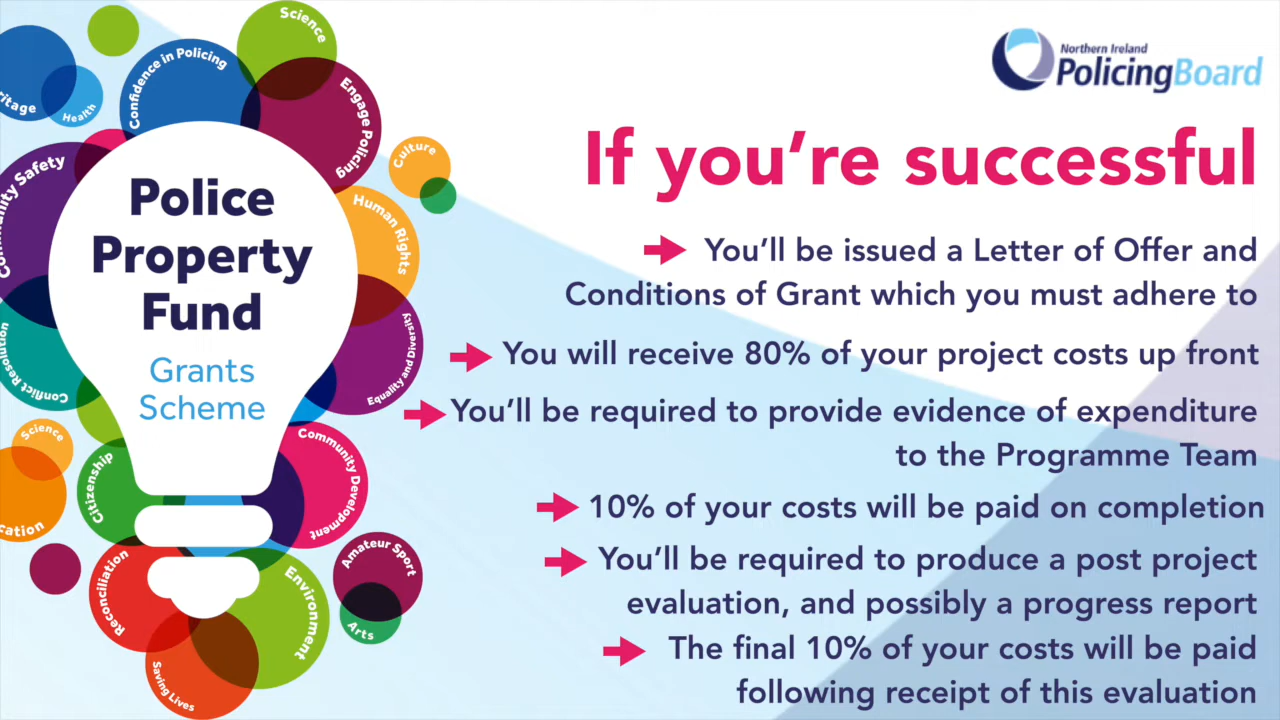 Northern Ireland
PolicingBoard
If you're successful
You'll be issued a Letter of Offer and
Conditions of Grant which you must adhere to
You will receive 80% of your project costs up front
You'll be required to provide evidence of expenditure
to the Programme Team
10% of your costs will be paid on completion
You'll be required to produce a post project
evaluation, and possibly a progress report
The final 10% of your costs will be paid
following receipt of this evaluation
Police
Property
Fund
Grants
Scheme
Science
Confidence in Policing
Engage Policing
Health
Culture
Safety
Human Rights
Equality and Diversity
Conflict Resolution
Science
Citizenship
Community Development
Reconciliation
Amateur Sport
Environment
Arts
Saving Lives